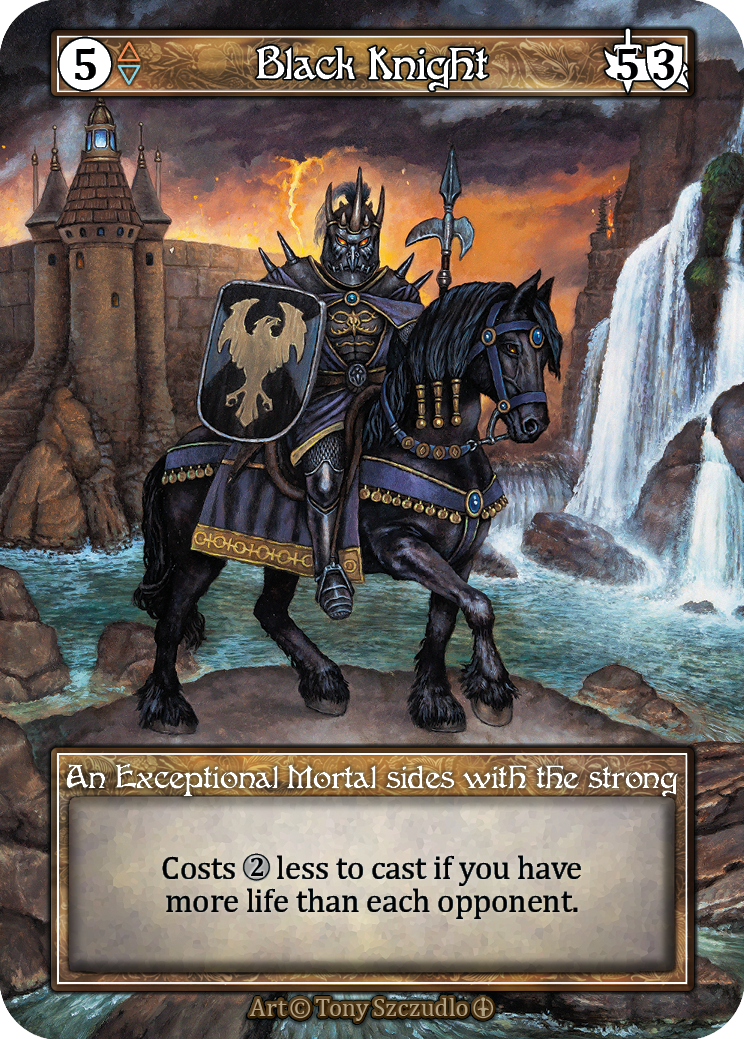 5 Black Knight 5 3
An Exceptional Mortal sides with the strong
Costs 2 less to cast if you have
more life than each opponent.
Art © Tony Szczudlo